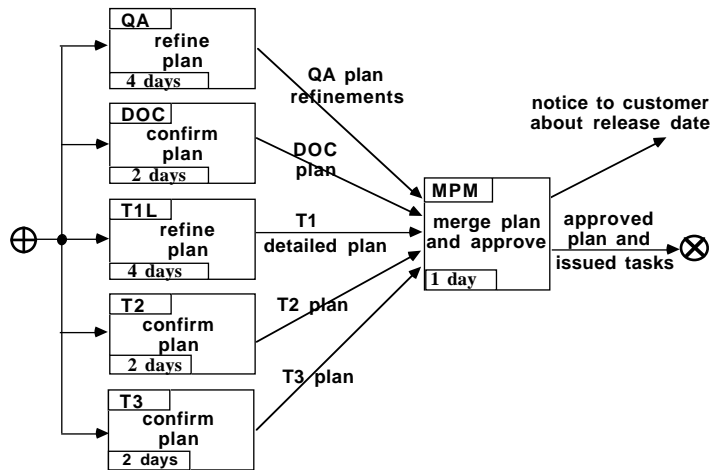 QA
refine
plan
4 days
QA plan
refinements
DOC
confirm
plan
2 days
DOC
plan
T1L
refine
plan
4 days
T1
detailed plan
T2
confirm
plan
2 days
T2 plan
T3
confirm
plan
2 days
T3 plan
MPM
merge plan
and approve
1 day
notice to customer
about release date
approved
plan and
issued tasks